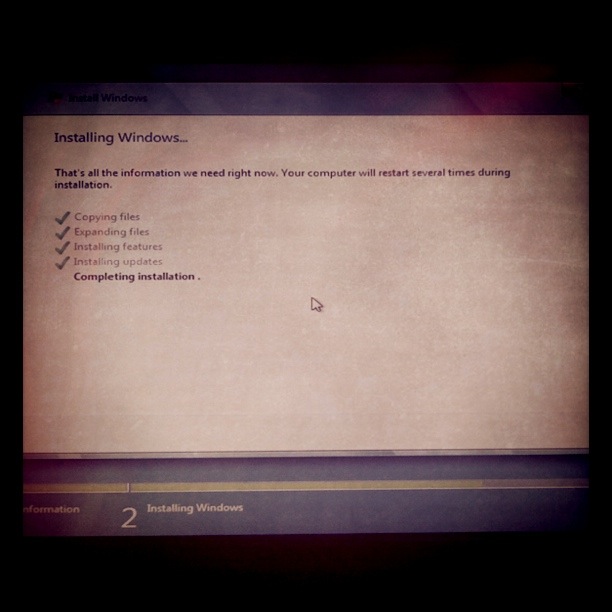 Install Windows
Installing Windows...
That's all the information we need right now. Your computer will restart several times during
installation.
Copying files
Expanding files
Installing features
Installing updates
Completing installation .
nformation
2 Installing Windows